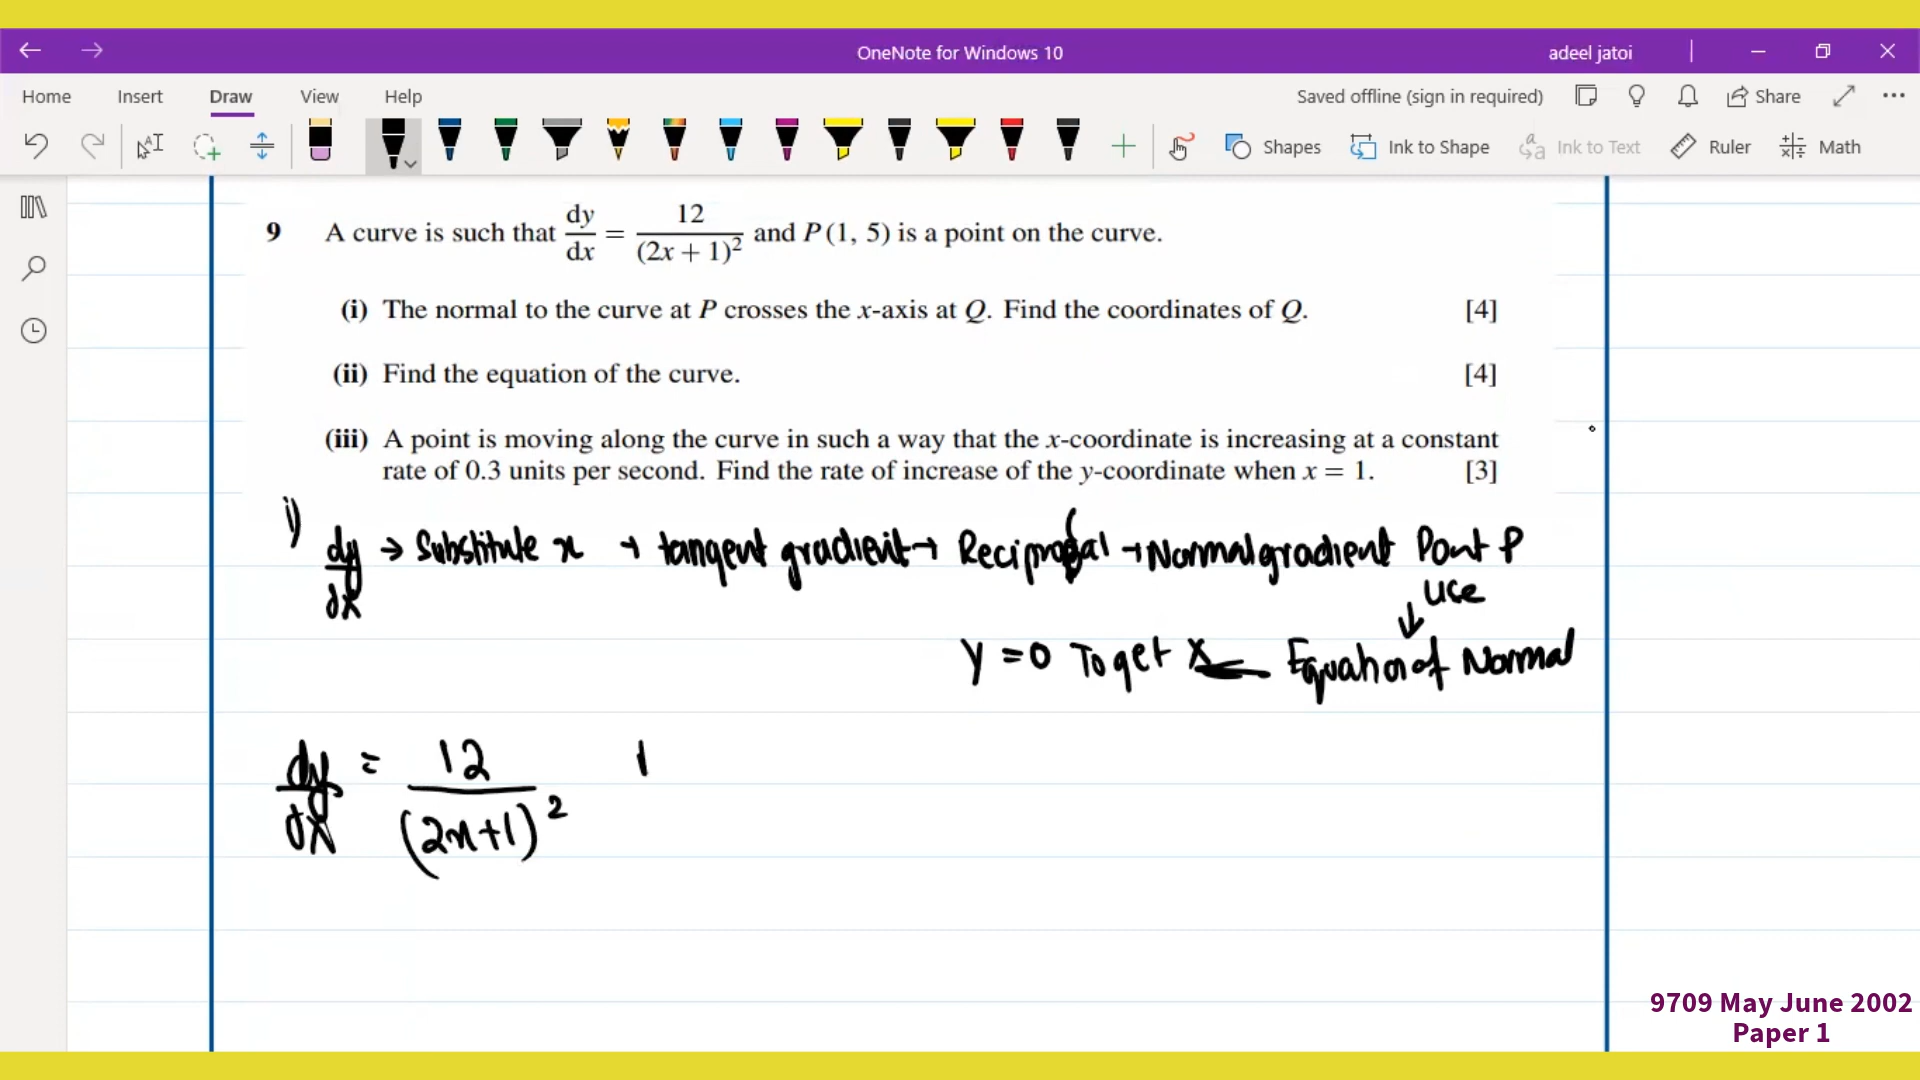 OneNote for Windows 10
adeel jatoi
Home Insert Draw View Help
Saved offline (sign in required) Share
Shapes Ink to Shape Ink to Text Ruler Math
9 A curve is such that dy/dx = 12/(2x + 1)² and P(1, 5) is a point on the curve.
(i) The normal to the curve at P crosses the x-axis at Q. Find the coordinates of Q. [4]
(ii) Find the equation of the curve. [4]
(iii) A point is moving along the curve in such a way that the x-coordinate is increasing at a constant
rate of 0.3 units per second. Find the rate of increase of the y-coordinate when x = 1. [3]
i)
dy/dx → Substitute x → tangent gradient → Reciprocal → Normal gradient Point P
use
↓
y = 0 To get x ← Equation of Normal
dy/dx = 12/(2x+1)² 1
9709 May June 2002
Paper 1